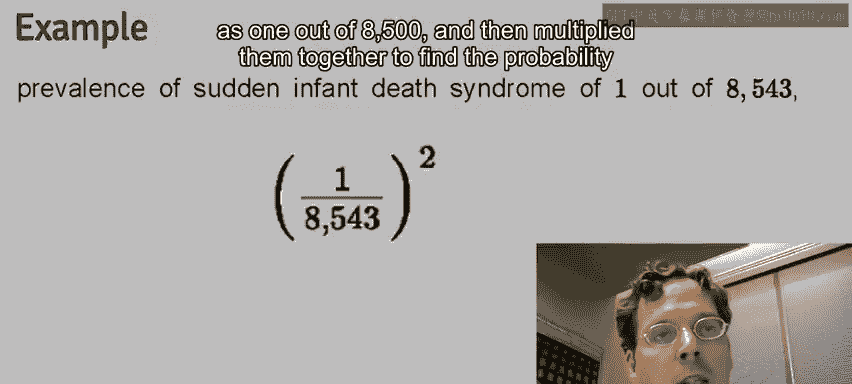 Example
as one out of 8,500, and then multiplied
them together to find the probability
prevalence of sudden infant death syndrome of 1 out of 8, 543,
(1/8,543)2